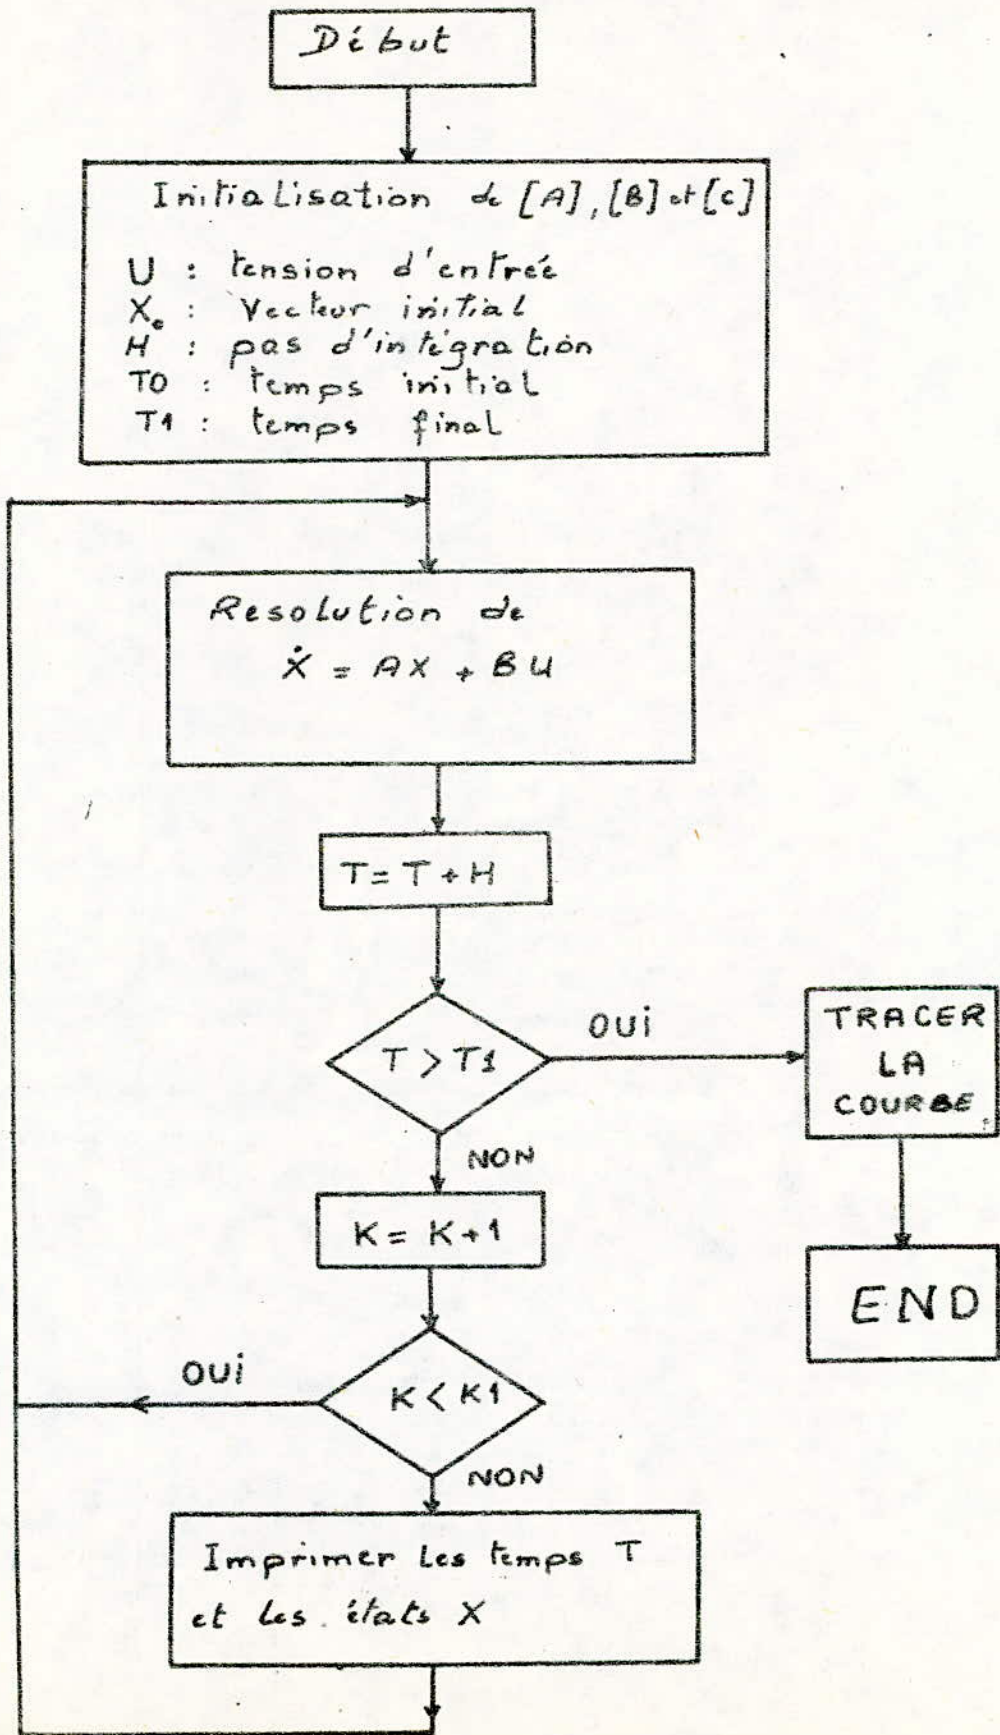 Début
Initialisation de [A], [B] et [C]
U : tension d'entrée
X₀ : Vecteur initial
H : pas d'intégration
T0 : temps initial
T1 : temps final
Resolution de
Ẋ = AX + BU
T = T + H
T > T1
OUi
TRACER
LA
COURBE
NON
K = K + 1
END
OUi
K < K1
NON
Imprimer les temps T
et les états X